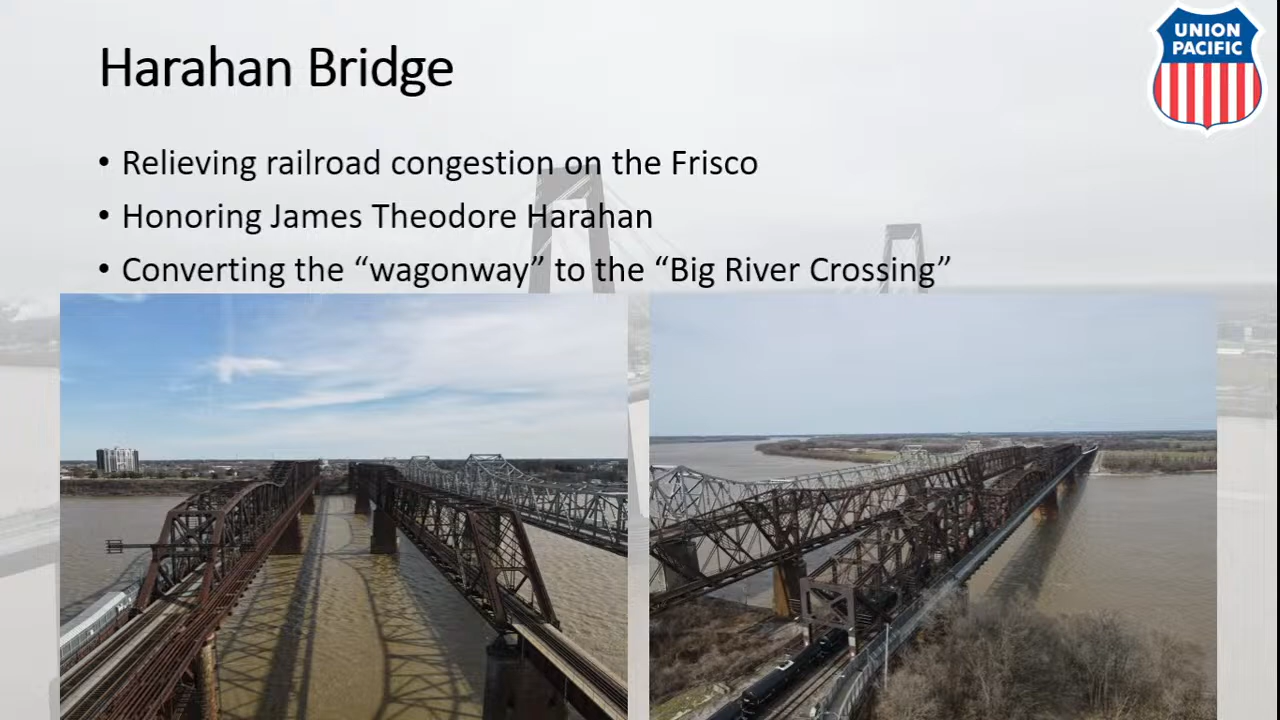 Harahan Bridge
UNION
PACIFIC
• Relieving railroad congestion on the Frisco
• Honoring James Theodore Harahan
• Converting the “wagonway” to the “Big River Crossing”